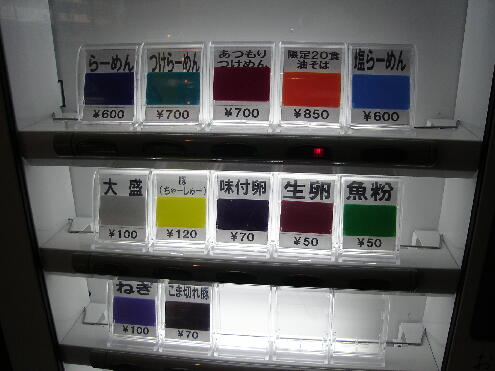 らーめん
¥600
つけらーめん
¥700
あつもり
つけめん
¥700
限定20食
油そば
¥850
塩らーめん
¥600
大盛
¥100
豚
(ちゃーしゅー)
¥120
味付卵
¥70
生卵
¥50
魚粉
¥50
ねぎ
¥100
こま切れ豚
¥70